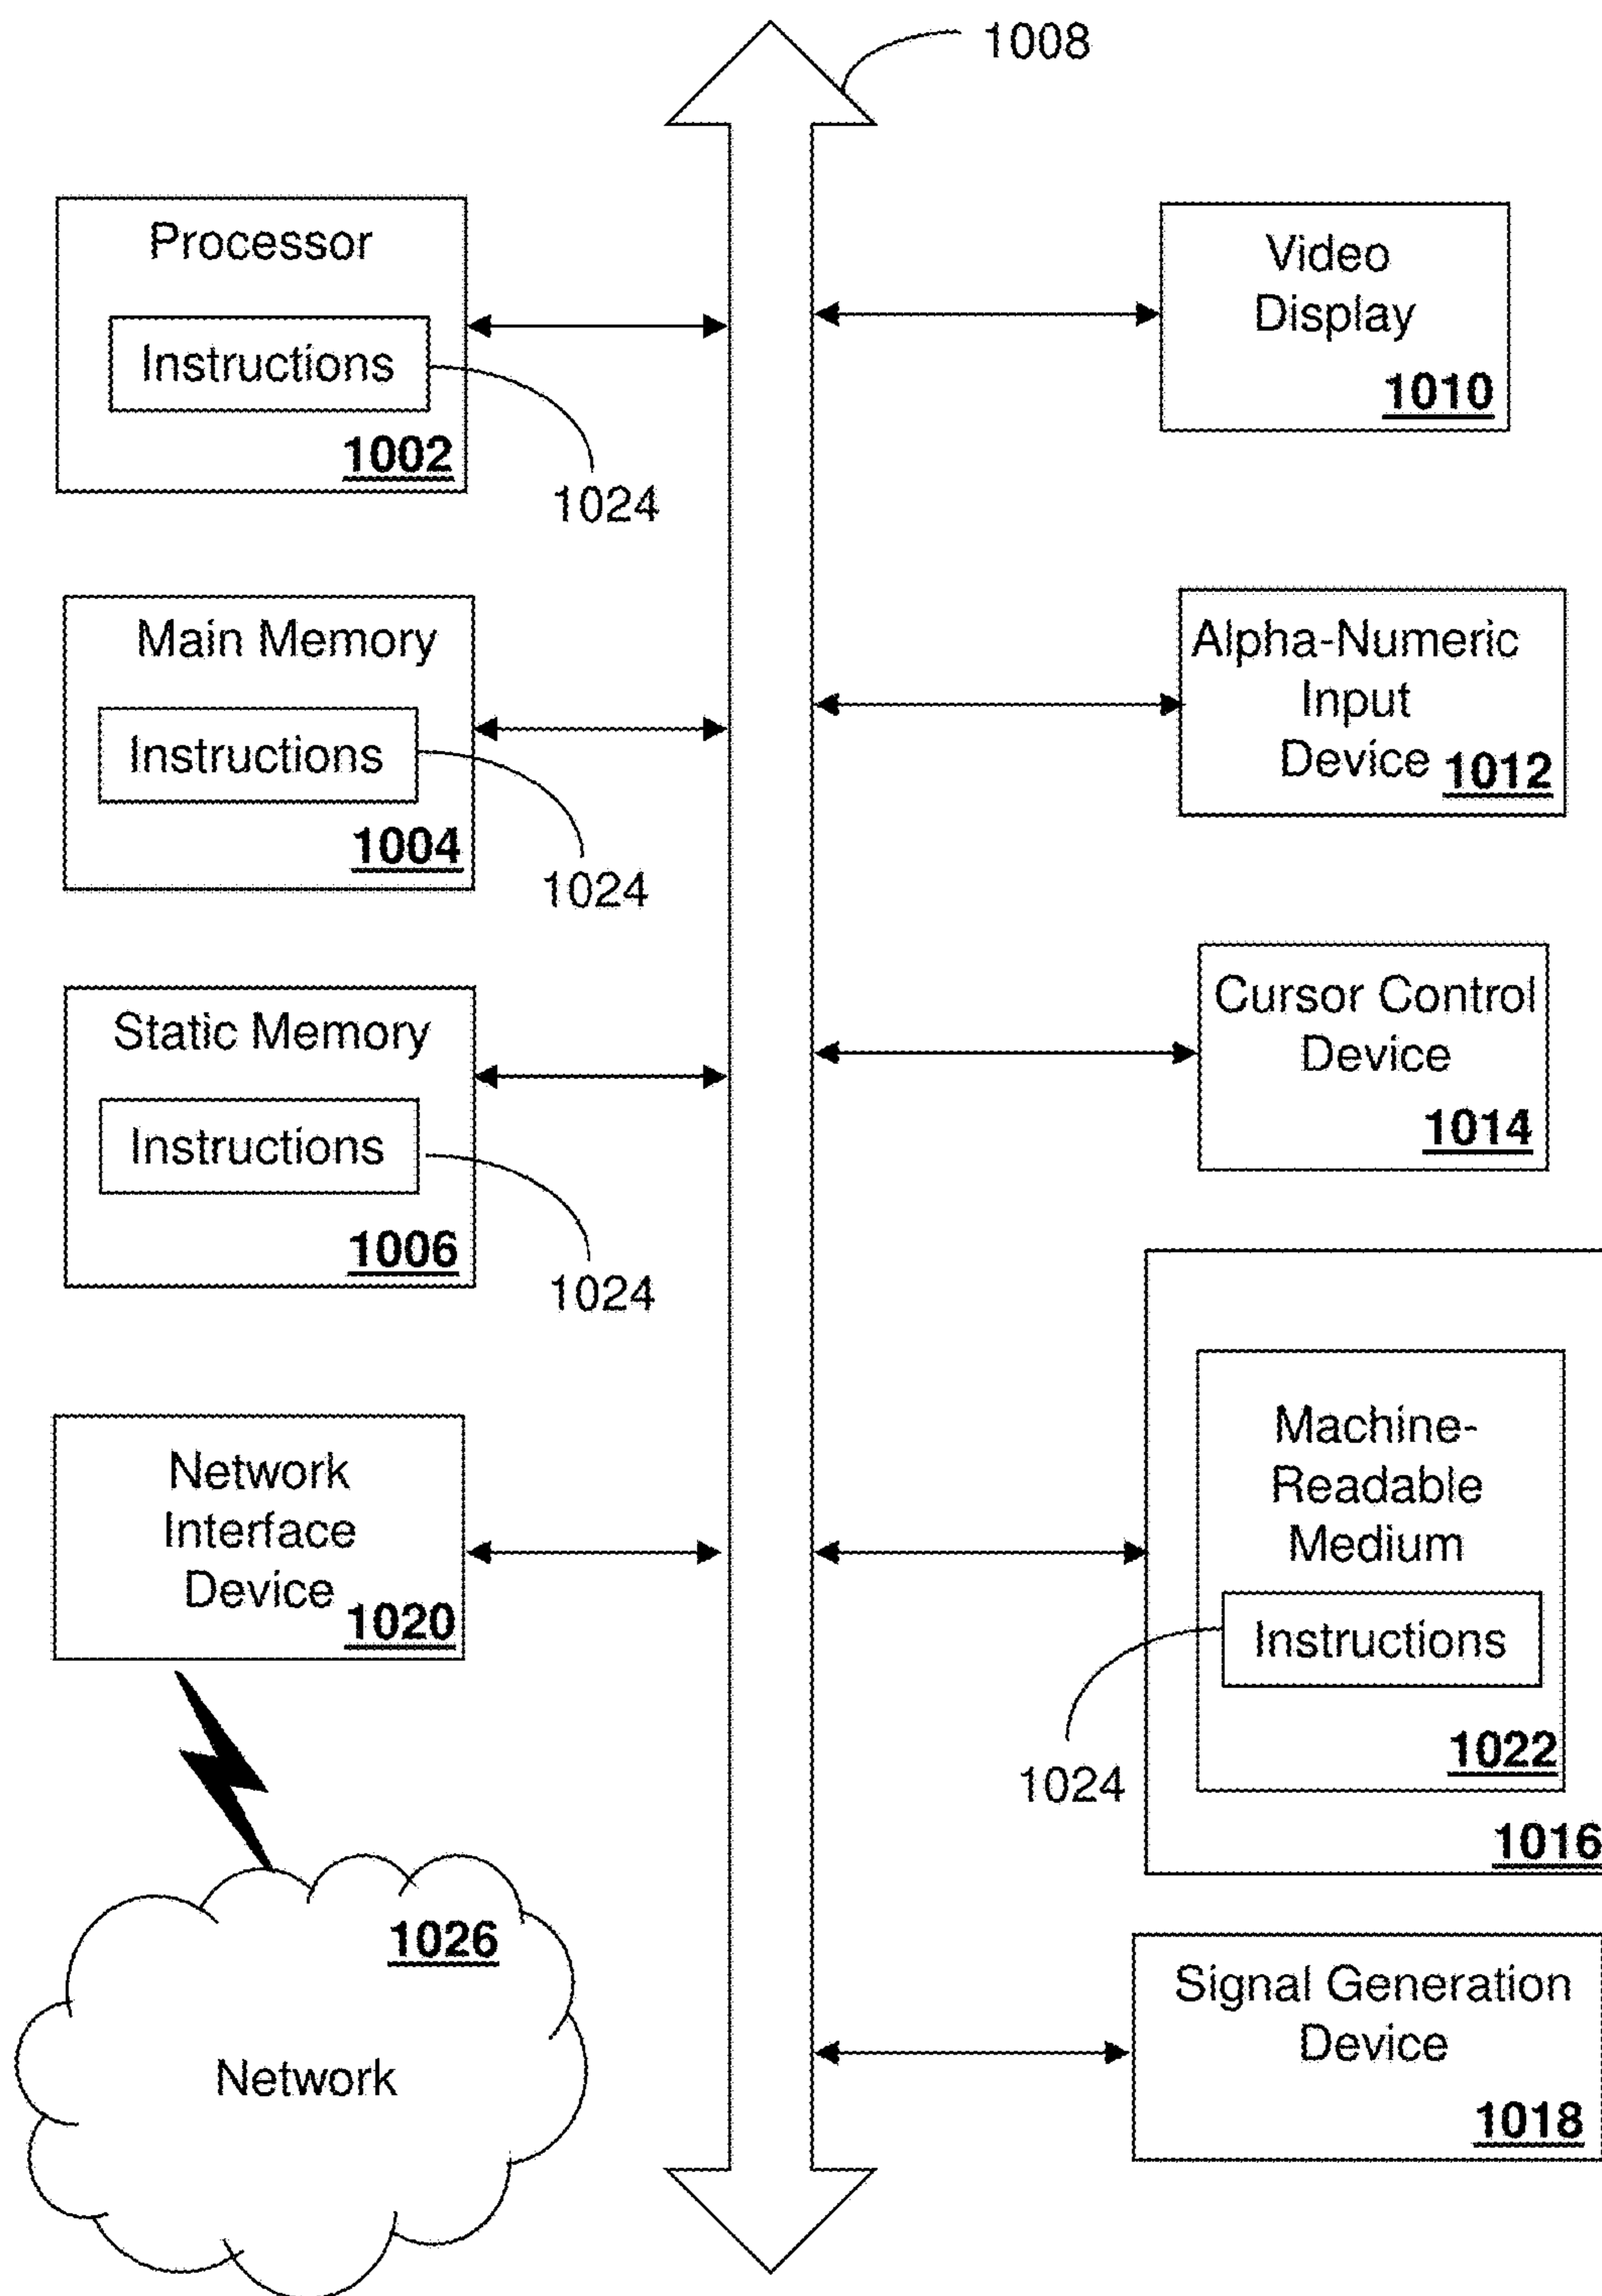 1008
Processor
Instructions
1002
1024
Main Memory
Instructions
1004
1024
Static Memory
Instructions
1006
1024
Network
Interface
Device
1020
1026
Network
Video
Display
1010
Alpha-Numeric
Input
Device 1012
Cursor Control
Device
1014
Machine-
Readable
Medium
Instructions
1022
1024
1016
Signal Generation
Device
1018